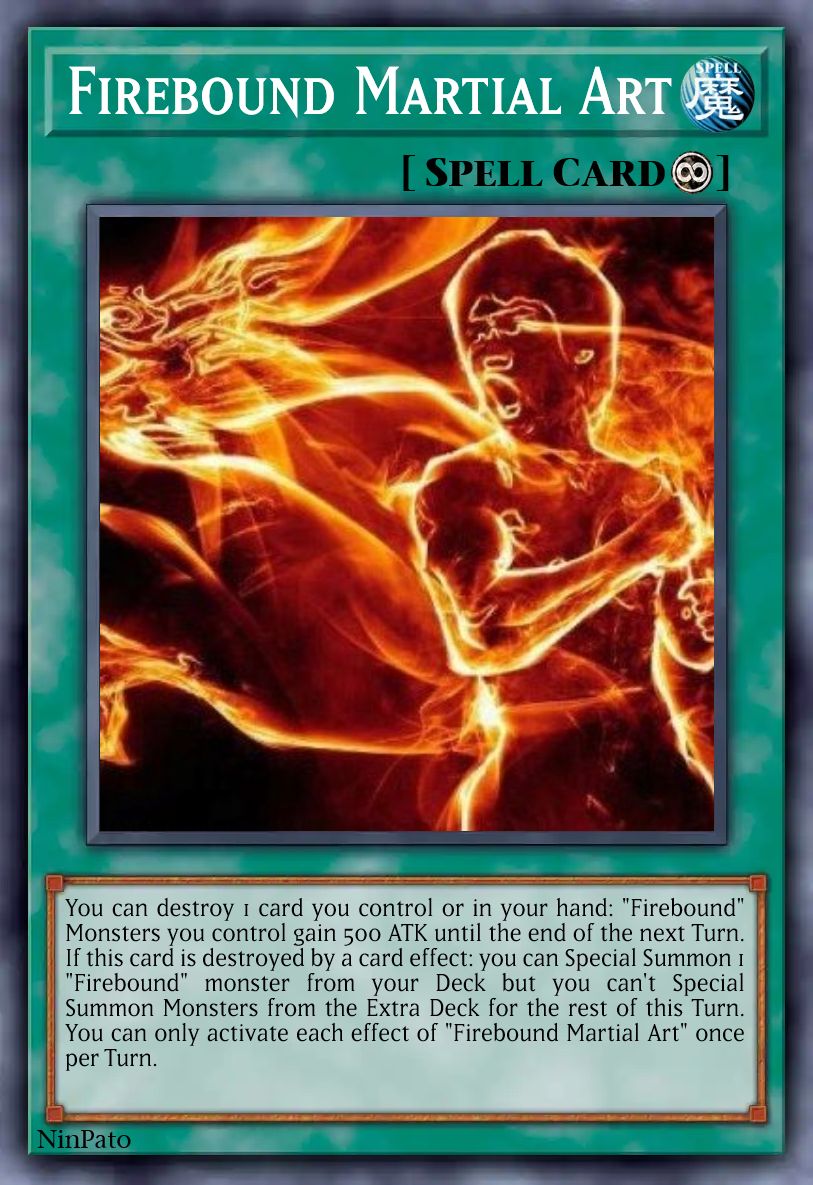 Firebound Martial Art
SPELL
魔
[ Spell Card ∞ ]
You can destroy 1 card you control or in your hand: "Firebound"
Monsters you control gain 500 ATK until the end of the next Turn.
If this card is destroyed by a card effect: you can Special Summon 1
"Firebound" monster from your Deck but you can't Special
Summon Monsters from the Extra Deck for the rest of this Turn.
You can only activate each effect of "Firebound Martial Art" once
per Turn.
NinPato